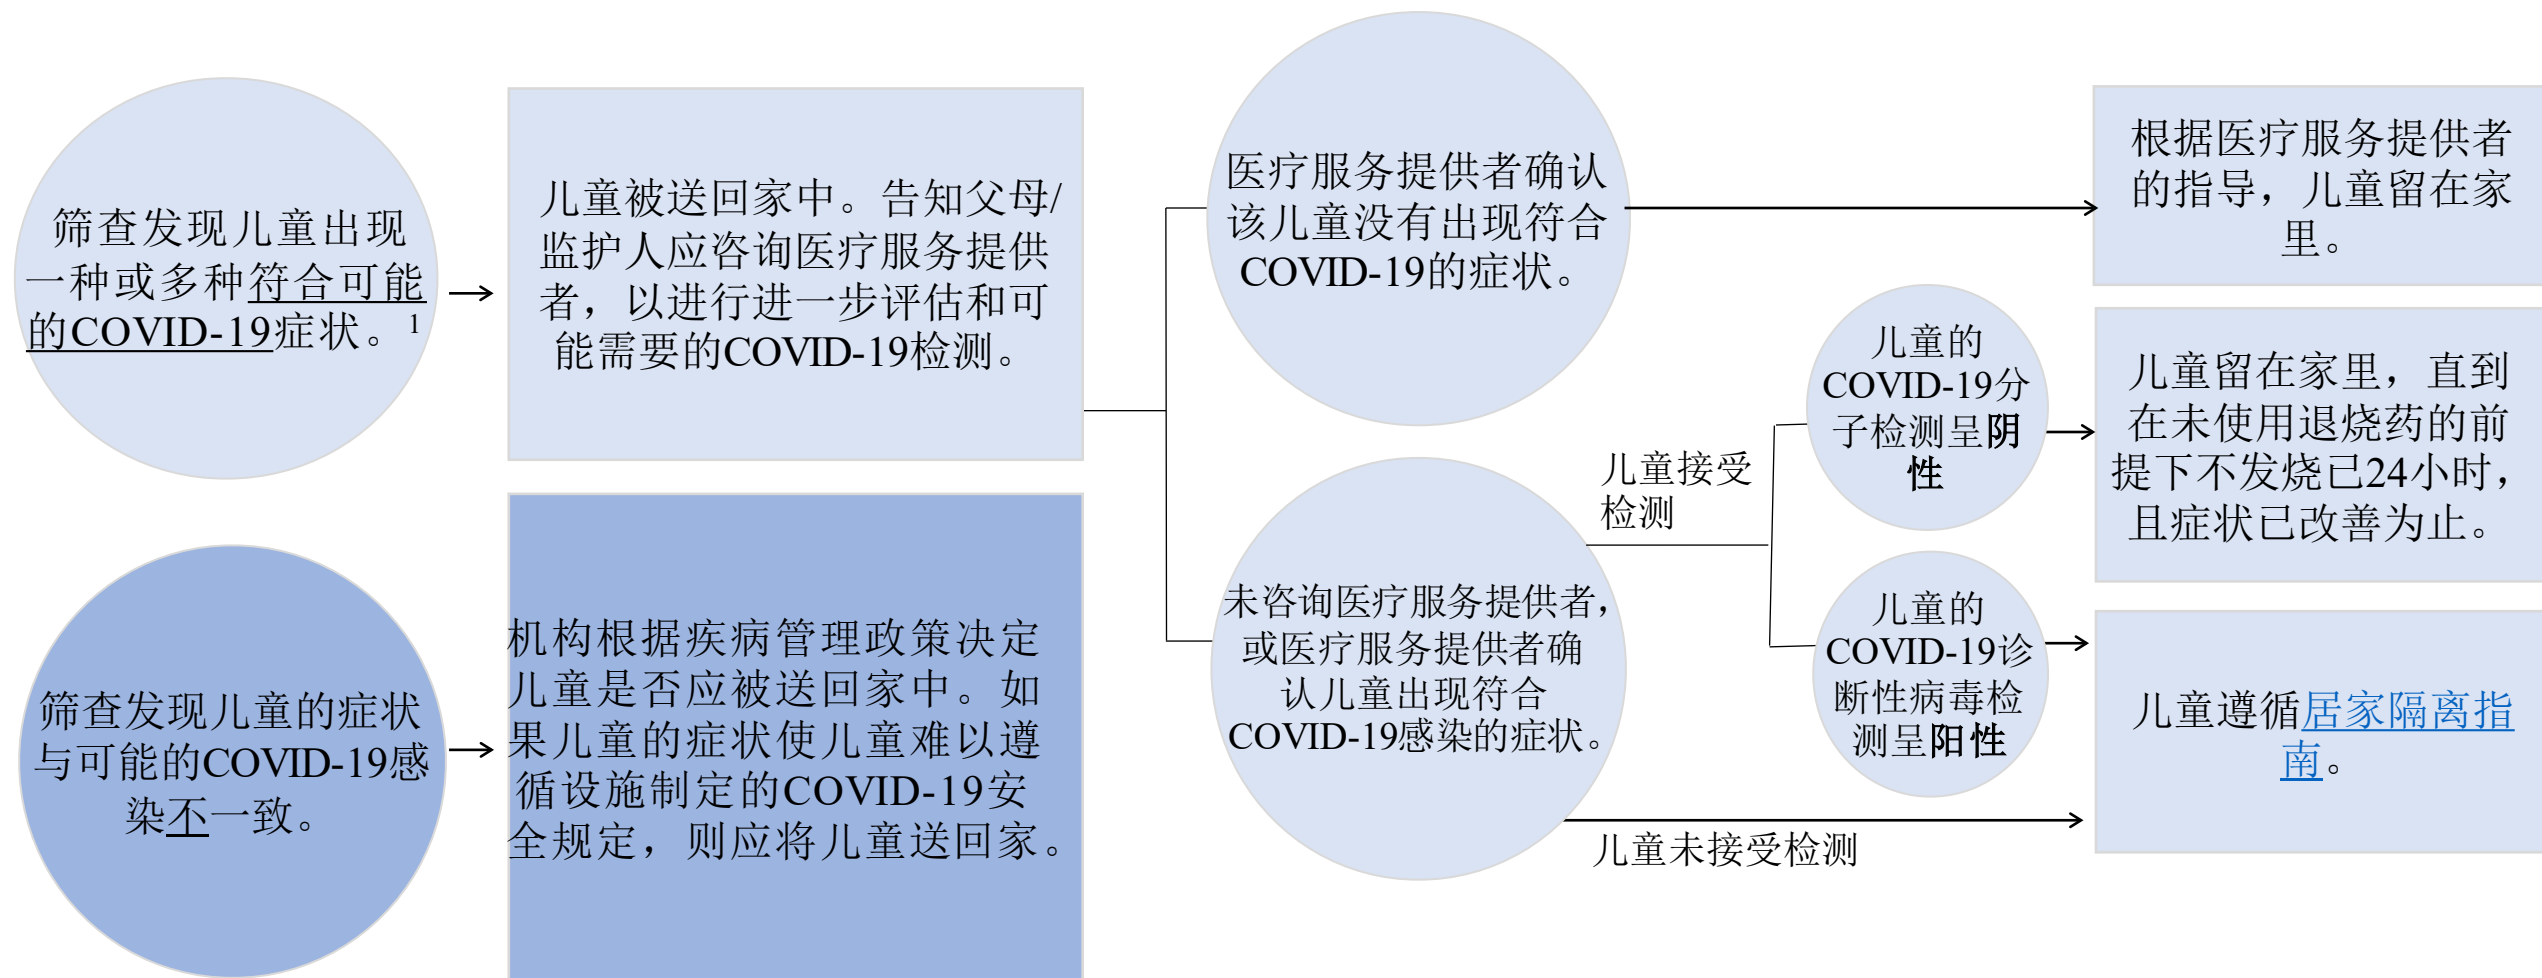 筛查发现儿童出现
一种或多种符合可能
的COVID-19症状。¹
儿童被送回家中。告知父母/
监护人应咨询医疗服务提供
者，以进行进一步评估和可
能需要的COVID-19检测。
医疗服务提供者确认
该儿童没有出现符合
COVID-19的症状。
根据医疗服务提供者
的指导，儿童留在家
里。
儿童接受
检测
儿童的
COVID-19分
子检测呈阴
性
儿童留在家里，直到
在未使用退烧药的前
提下不发烧已24小时，
且症状已改善为止。
未咨询医疗服务提供者，
或医疗服务提供者确
认儿童出现符合
COVID-19感染的症状。
儿童的
COVID-19诊
断性病毒检
测呈阳性
儿童遵循居家隔离指
南。
儿童未接受检测
筛查发现儿童的症状
与可能的COVID-19感
染不一致。
机构根据疾病管理政策决定
儿童是否应被送回家中。如
果儿童的症状使儿童难以遵
循设施制定的COVID-19安
全规定，则应将儿童送回家。